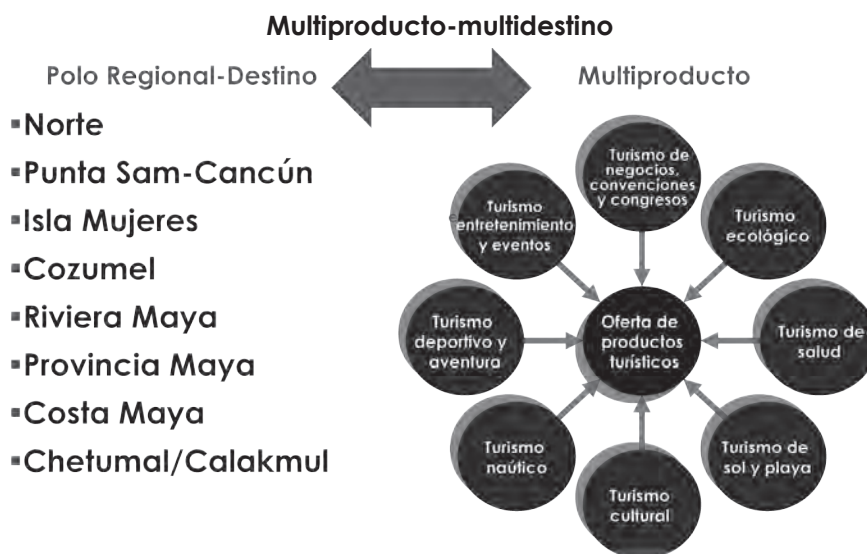 Multiproducto-multidestino
Polo Regional-Destino
Multiproducto
▪Norte
▪Punta Sam-Cancún
▪Isla Mujeres
▪Cozumel
▪Riviera Maya
▪Provincia Maya
▪Costa Maya
▪Chetumal/Calakmul
Turismo de
negocios,
convenciones
y congresos
Turismo
entretenimiento
y eventos
Turismo
ecológico
Turismo
deportivo y
aventura
Oferta de
productos
turísticos
Turismo de
salud
Turismo
naútico
Turismo de
sol y playa
Turismo
cultural